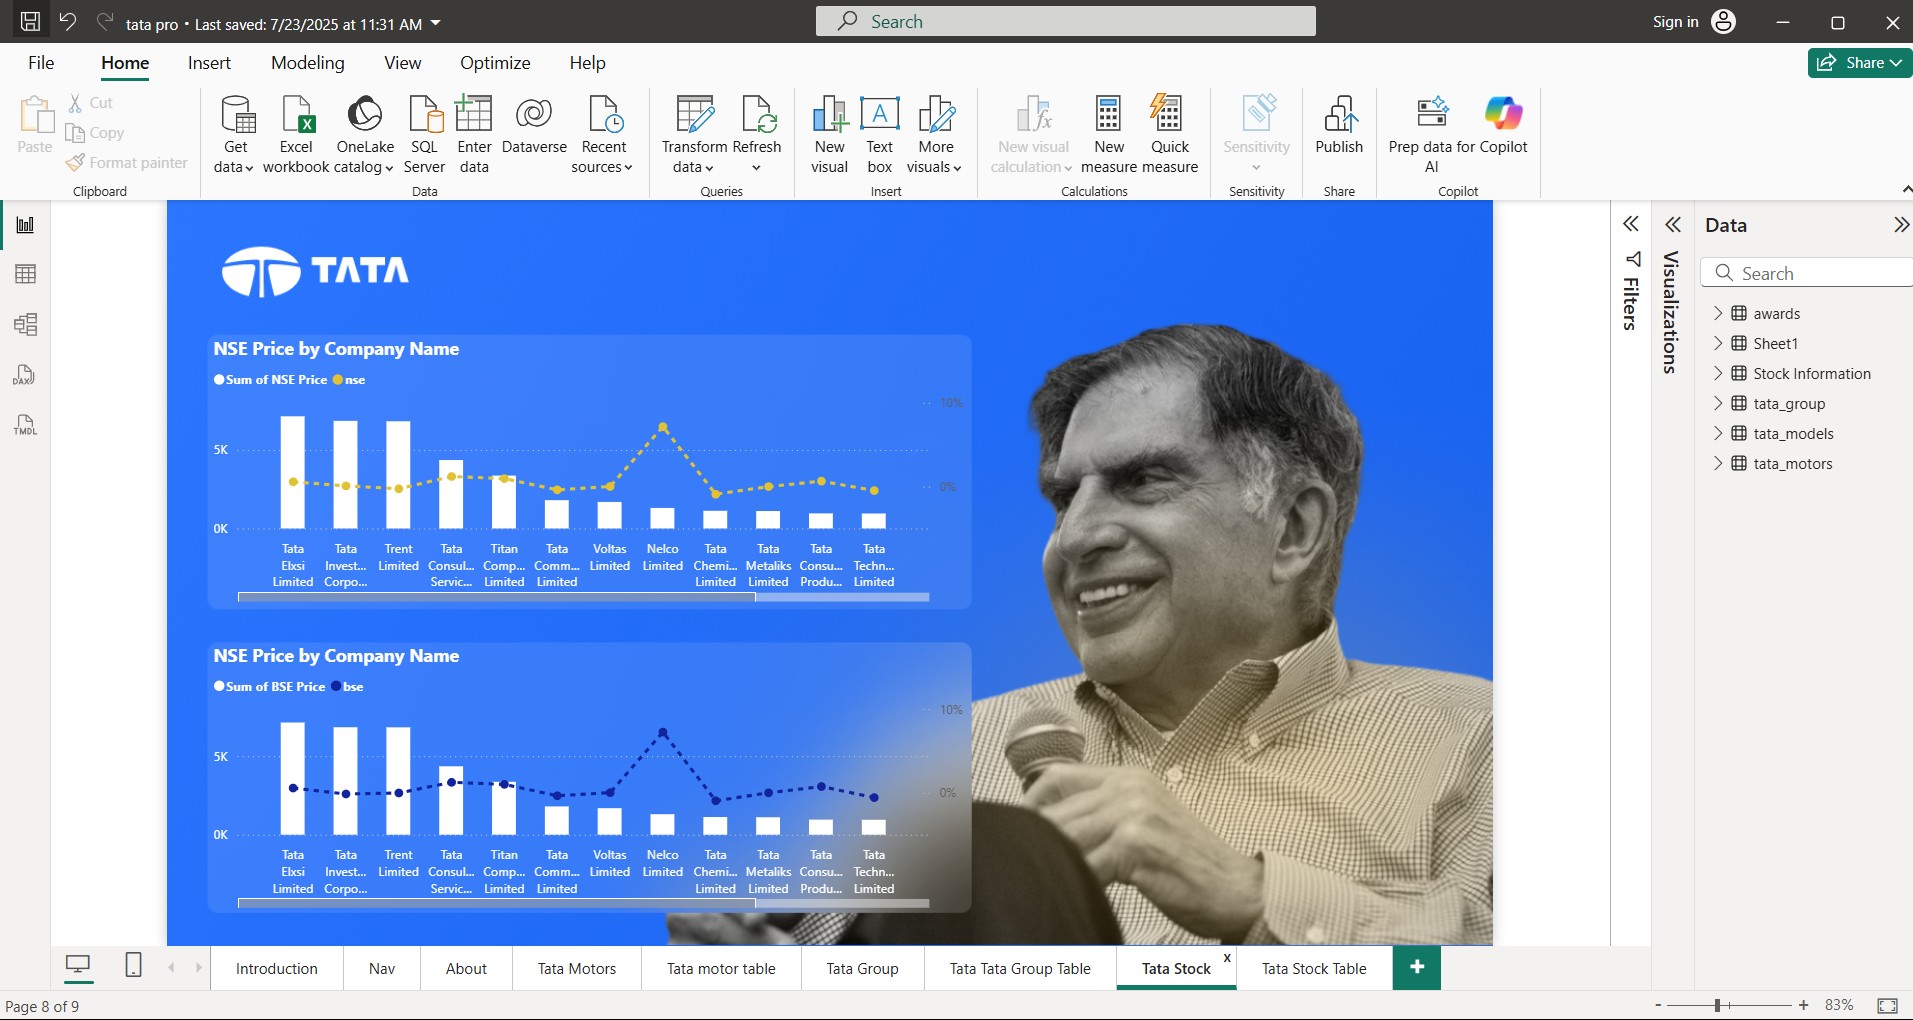 tata pro • Last saved: 7/23/2025 at 11:31 AM
Search
Sign in
File Home Insert Modeling View Optimize Help
Share
Paste
Cut
Copy
Format painter
Clipboard
Get data
Excel workbook
OneLake catalog
SQL Server
Enter data
Dataverse
Recent sources
Data
Transform data
Refresh
Queries
New visual
Text box
More visuals
Insert
New visual calculation
New measure
Quick measure
Calculations
Sensitivity
Sensitivity
Publish
Share
Prep data for AI
Copilot
Copilot
DAX
TMDL
TATA
NSE Price by Company Name
Sum of NSE Price nse
10%
5K
0%
0K
Tata Elxsi Limited
Tata Invest... Corpo...
Trent Limited
Tata Consul... Servic...
Titan Comp... Limited
Tata Comm... Limited
Voltas Limited
Nelco Limited
Tata Chemi... Limited
Tata Metaliks Limited
Tata Consu... Produ...
Tata Techn... Limited
NSE Price by Company Name
Sum of BSE Price bse
10%
5K
0%
0K
Tata Elxsi Limited
Tata Invest... Corpo...
Trent Limited
Tata Consul... Servic...
Titan Comp... Limited
Tata Comm... Limited
Voltas Limited
Nelco Limited
Tata Chemi... Limited
Tata Metaliks Limited
Tata Consu... Produ...
Tata Techn... Limited
Filters
Visualizations
Data
Search
awards
Sheet1
Stock Information
tata_group
tata_models
tata_motors
Introduction Nav About Tata Motors Tata motor table Tata Group Tata Tata Group Table Tata Stock x Tata Stock Table +
Page 8 of 9
- + 83%